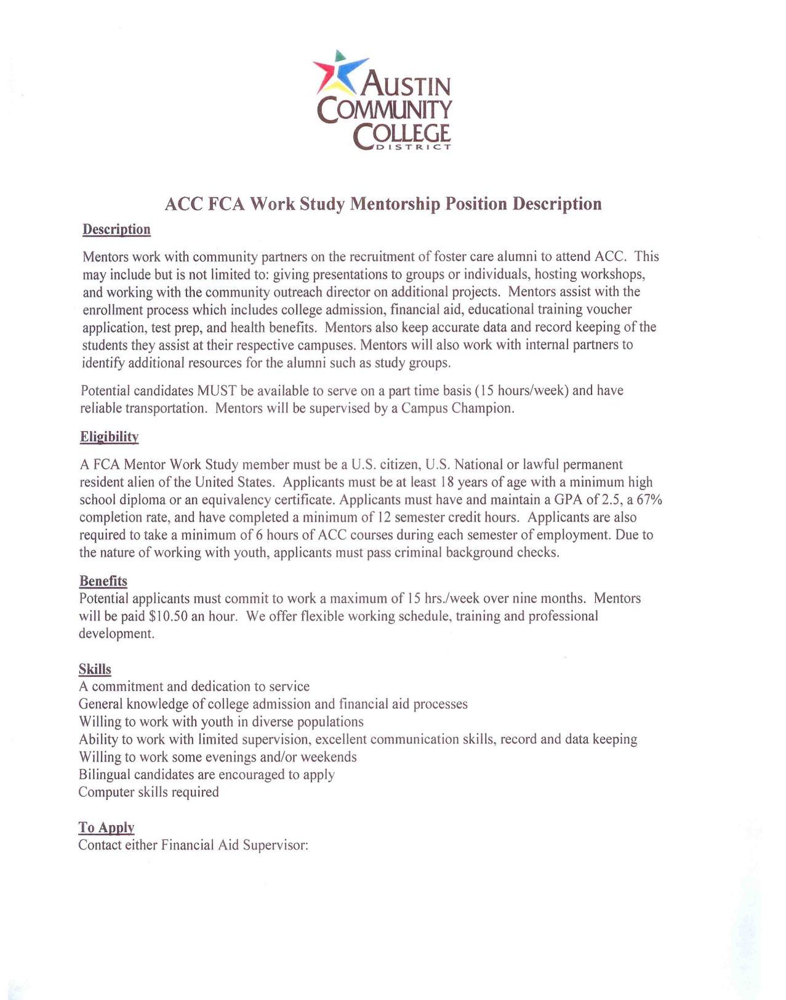 AUSTIN
COMMUNITY
COLLEGE
DISTRICT
ACC FCA Work Study Mentorship Position Description
Description
Mentors work with community partners on the recruitment of foster care alumni to attend ACC.  This
may include but is not limited to: giving presentations to groups or individuals, hosting workshops,
and working with the community outreach director on additional projects.  Mentors assist with the
enrollment process which includes college admission, financial aid, educational training voucher
application, test prep, and health benefits.  Mentors also keep accurate data and record keeping of the
students they assist at their respective campuses. Mentors will also work with internal partners to
identify additional resources for the alumni such as study groups.
Potential candidates MUST be available to serve on a part time basis (15 hours/week) and have
reliable transportation.  Mentors will be supervised by a Campus Champion.
Eligibility
A FCA Mentor Work Study member must be a U.S. citizen, U.S. National or lawful permanent
resident alien of the United States.  Applicants must be at least 18 years of age with a minimum high
school diploma or an equivalency certificate. Applicants must have and maintain a GPA of 2.5, a 67%
completion rate, and have completed a minimum of 12 semester credit hours.  Applicants are also
required to take a minimum of 6 hours of ACC courses during each semester of employment. Due to
the nature of working with youth, applicants must pass criminal background checks.
Benefits
Potential applicants must commit to work a maximum of 15 hrs./week over nine months.  Mentors
will be paid $10.50 an hour.  We offer flexible working schedule, training and professional
development.
Skills
A commitment and dedication to service
General knowledge of college admission and financial aid processes
Willing to work with youth in diverse populations
Ability to work with limited supervision, excellent communication skills, record and data keeping
Willing to work some evenings and/or weekends
Bilingual candidates are encouraged to apply
Computer skills required
To Apply
Contact either Financial Aid Supervisor: